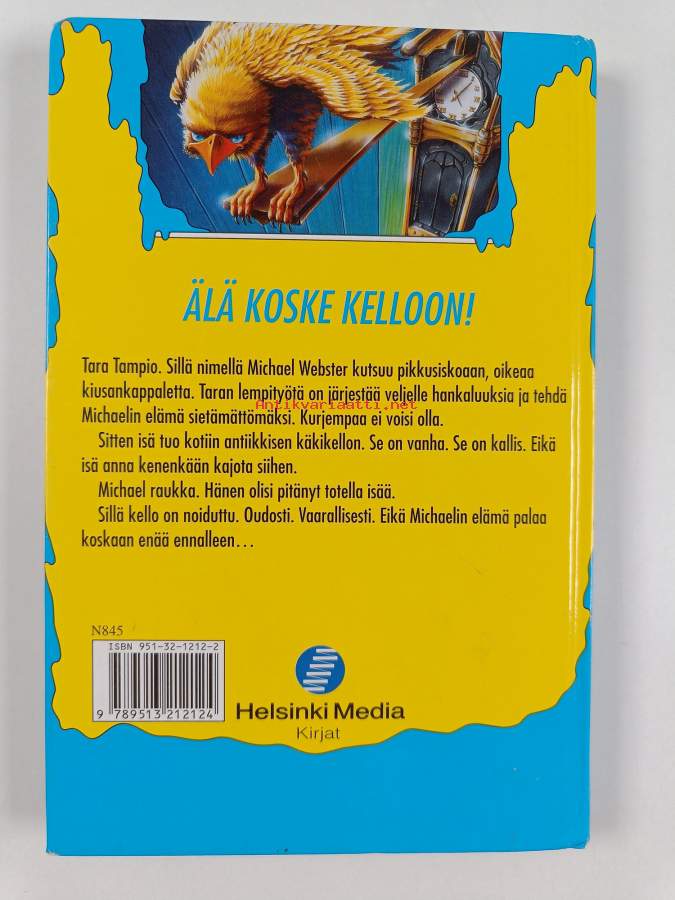 ÄLÄ KOSKE KELLOON!
Tara Tampio. Sillä nimellä Michael Webster kutsuu pikkusiskoaan, oikeaa
kiusankappaletta. Taran lempityötä on järjestää veljelle hankaluuksia ja tehdä
Michaelin elämä sietämättömäksi. Kurjempaa ei voisi olla.
Antikvariaatti.net
Sitten isä tuo kotiin antiikkisen käkikellon. Se on vanha. Se on kallis. Eikä
isä anna kenenkään kajota siihen.
Michael raukka. Hänen olisi pitänyt totella isää.
Sillä kello on noiduttu. Oudosti. Vaarallisesti. Eikä Michaelin elämä palaa
koskaan enää ennalleen...
N845
ISBN 951-32-1212-2
9 789513 212124
Helsinki Media
Kirjat